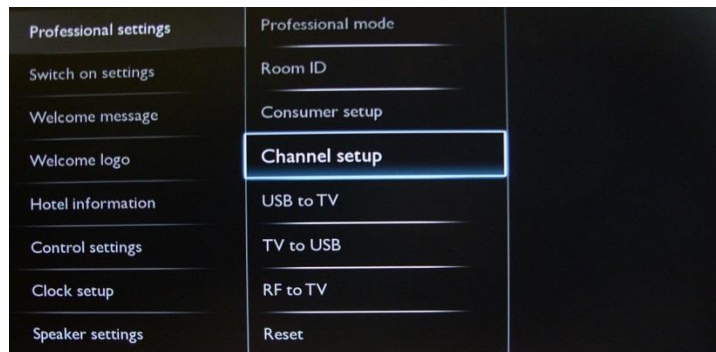 Professional settings
Switch on settings
Welcome message
Welcome logo
Hotel information
Control settings
Clock setup
Speaker settings
Professional mode
Room ID
Consumer setup
Channel setup
USB to TV
TV to USB
RF to TV
Reset